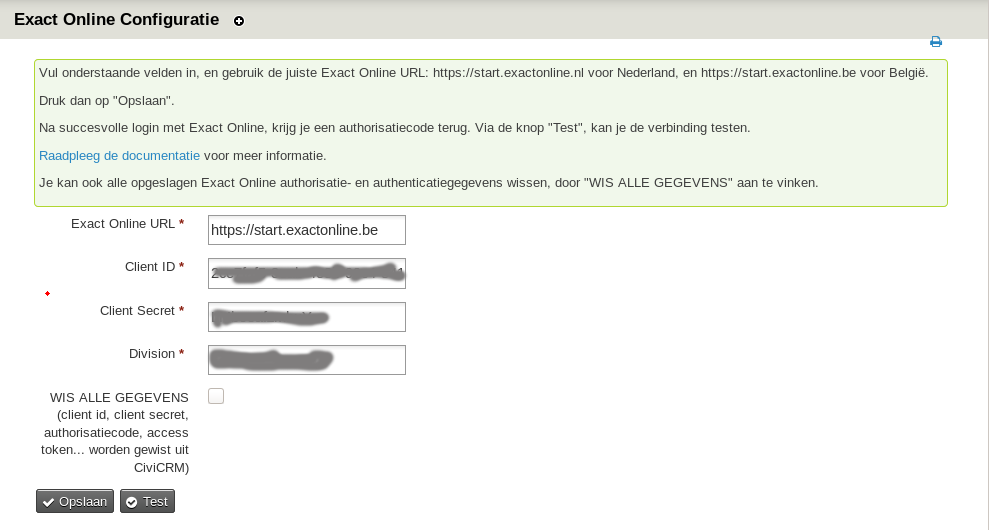 Exact Online Configuratie
Vul onderstaande velden in, en gebruik de juiste Exact Online URL: https://start.exactonline.nl voor Nederland, en https://start.exactonline.be voor België.
Druk dan op "Opslaan".
Na succesvolle login met Exact Online, krijg je een authorisatiecode terug. Via de knop "Test", kan je de verbinding testen.
Raadpleeg de documentatie voor meer informatie.
Je kan ook alle opgeslagen Exact Online authorisatie- en authenticatiegegevens wissen, door "WIS ALLE GEGEVENS" aan te vinken.
Exact Online URL * https://start.exactonline.be
Client ID *
Client Secret *
Division *
WIS ALLE GEGEVENS
(client id, client secret,
authorisatiecode, access
token... worden gewist uit
CiviCRM)
Opslaan Test